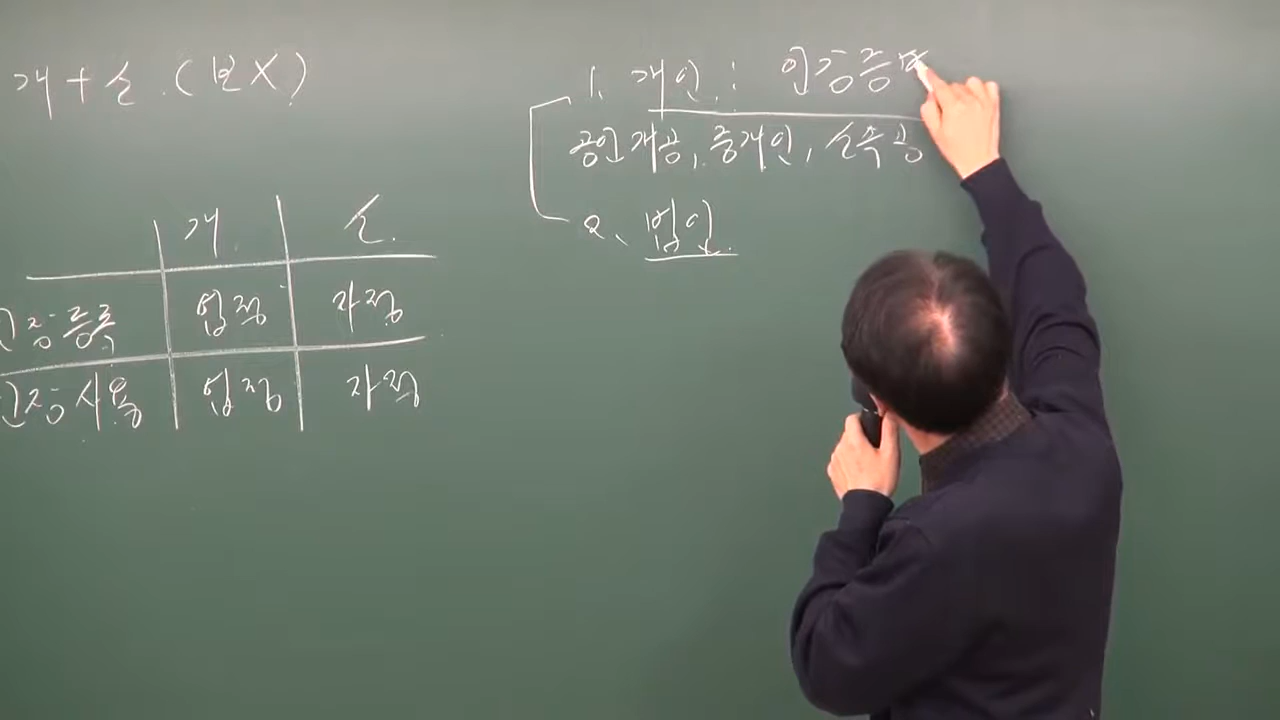 개 + 소. (보X)
개 소.
인장등록 업정 자정
인장사용 업정 자정
1. 개인 : 인장등
공인개공, 중개인, 소속공
2. 법인.